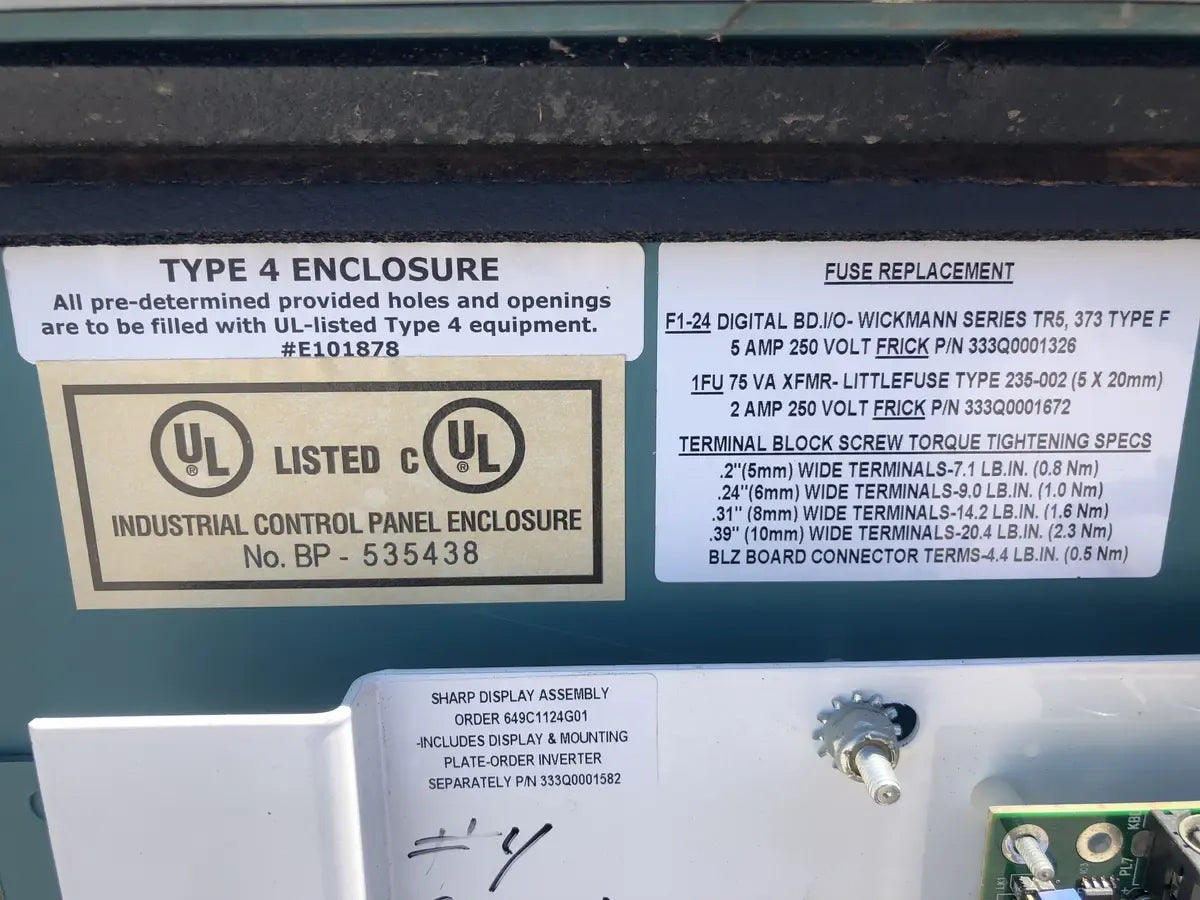 TYPE 4 ENCLOSURE
All pre-determined provided holes and openings
are to be filled with UL-listed Type 4 equipment.
#E101878
UL ® LISTED C UL ®
INDUSTRIAL CONTROL PANEL ENCLOSURE
No. BP - 535438
FUSE REPLACEMENT
F1-24 DIGITAL BD.I/O- WICKMANN SERIES TR5, 373 TYPE F
5 AMP 250 VOLT FRICK P/N 333Q0001326
1FU 75 VA XFMR- LITTLEFUSE TYPE 235-002 (5 X 20mm)
2 AMP 250 VOLT FRICK P/N 333Q0001672
TERMINAL BLOCK SCREW TORQUE TIGHTENING SPECS
.2"(5mm) WIDE TERMINALS-7.1 LB.IN. (0.8 Nm)
.24"(6mm) WIDE TERMINALS-9.0 LB.IN. (1.0 Nm)
.31" (8mm) WIDE TERMINALS-14.2 LB.IN. (1.6 Nm)
.39" (10mm) WIDE TERMINALS-20.4 LB.IN. (2.3 Nm)
BLZ BOARD CONNECTOR TERMS-4.4 LB.IN. (0.5 Nm)
SHARP DISPLAY ASSEMBLY
ORDER 649C1124G01
-INCLUDES DISPLAY & MOUNTING
PLATE-ORDER INVERTER
SEPARATELY P/N 333Q0001582
#4
PL7
LK1